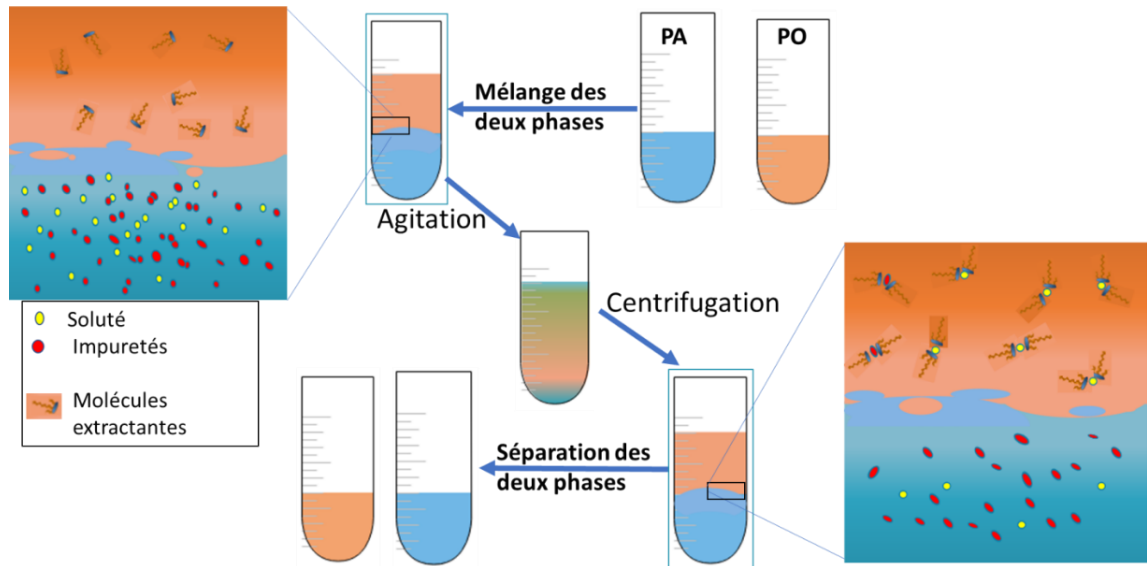 PA
PO
Mélange des
deux phases
Agitation
Centrifugation
Soluté
Impuretés
Molécules
extractantes
Séparation des
deux phases